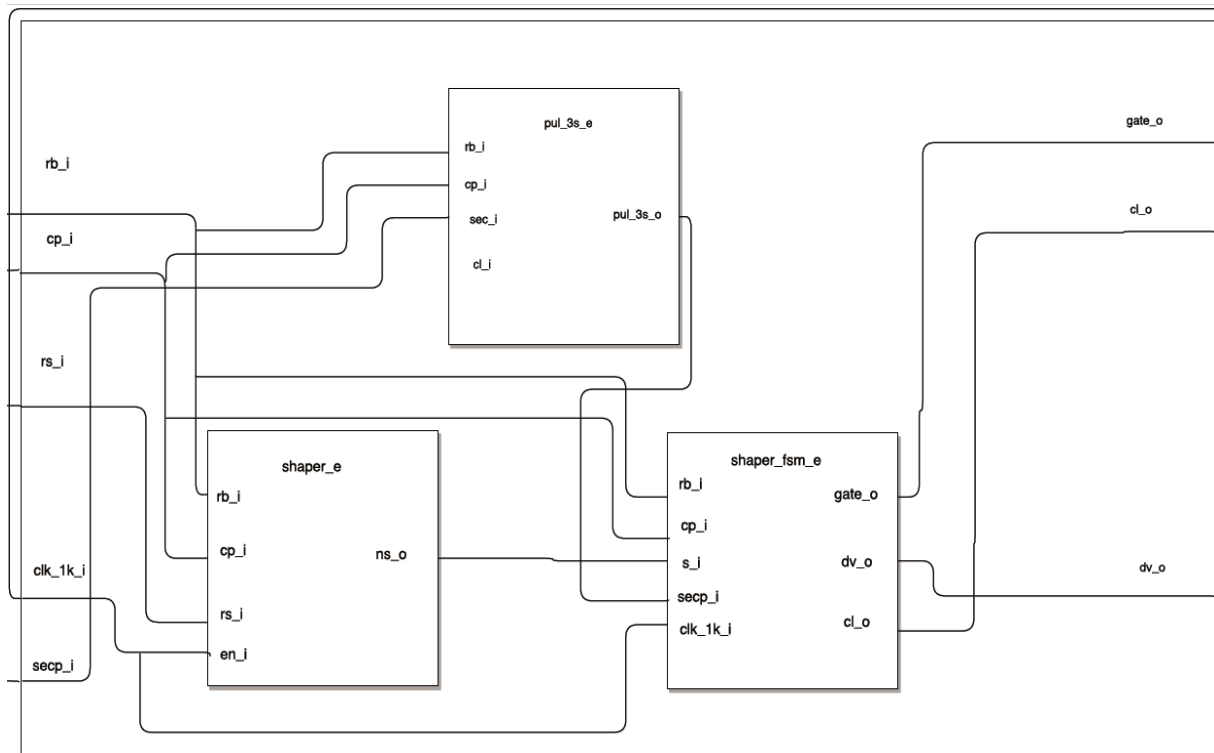 rb_i
cp_i
rs_i
clk_1k_i
secp_i
pul_3s_e
rb_i
cp_i
sec_i
cl_i
pul_3s_o
shaper_e
rb_i
cp_i
rs_i
en_i
ns_o
shaper_fsm_e
rb_i
cp_i
s_i
secp_i
clk_1k_i
gate_o
dv_o
cl_o
gate_o
cl_o
dv_o